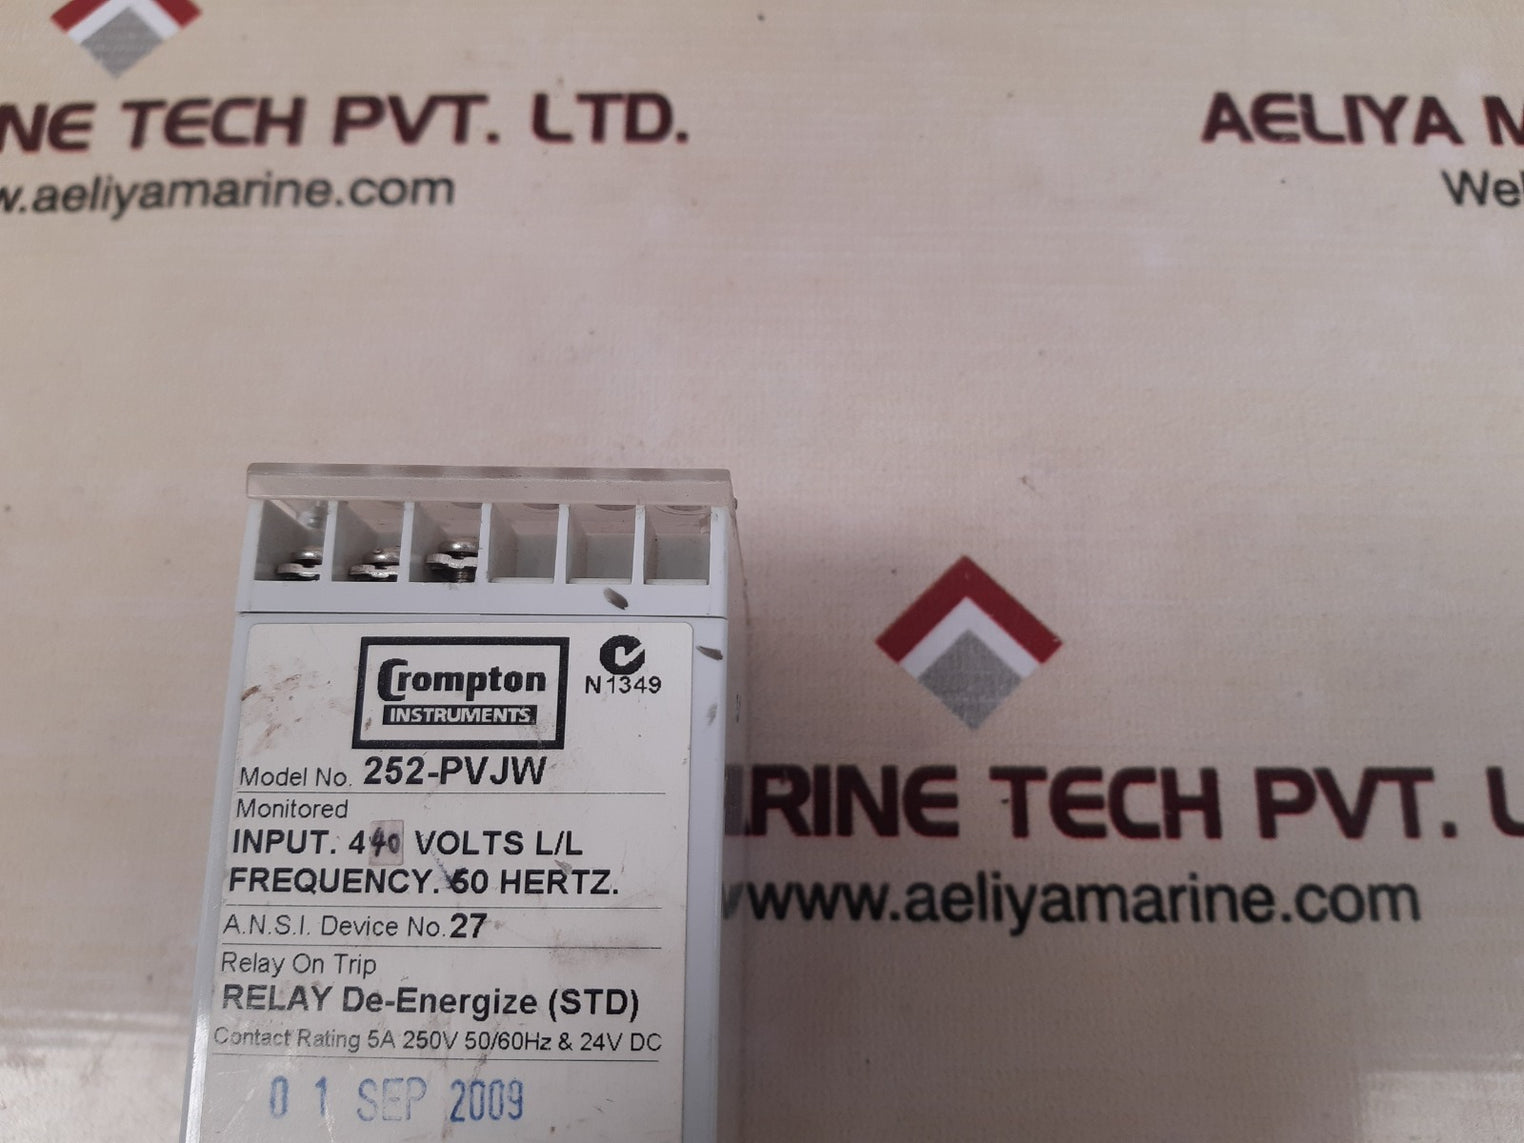 NE TECH PVT. LTD.
w.aeliyamarine.com
AELIYA M
Wel
Crompton
INSTRUMENTS
N1349
Model No. 252-PVJW
Monitored
INPUT. 440 VOLTS L/L
FREQUENCY. 60 HERTZ.
A.N.S.I. Device No. 27
Relay On Trip
RELAY De-Energize (STD)
Contact Rating 5A 250V 50/60Hz & 24V DC
01 SEP 2009
ARINE TECH PVT. L
www.aeliyamarine.com